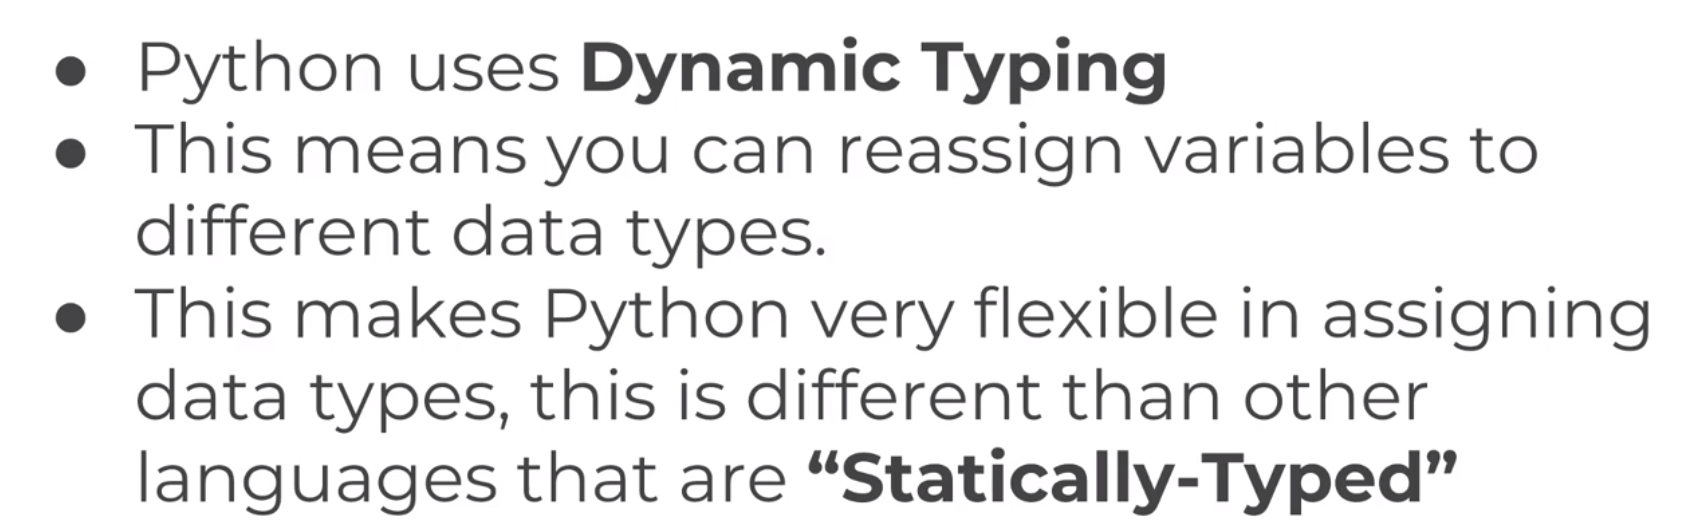 ● Python uses Dynamic Typing
● This means you can reassign variables to
different data types.
● This makes Python very flexible in assigning
data types, this is different than other
languages that are “Statically-Typed”